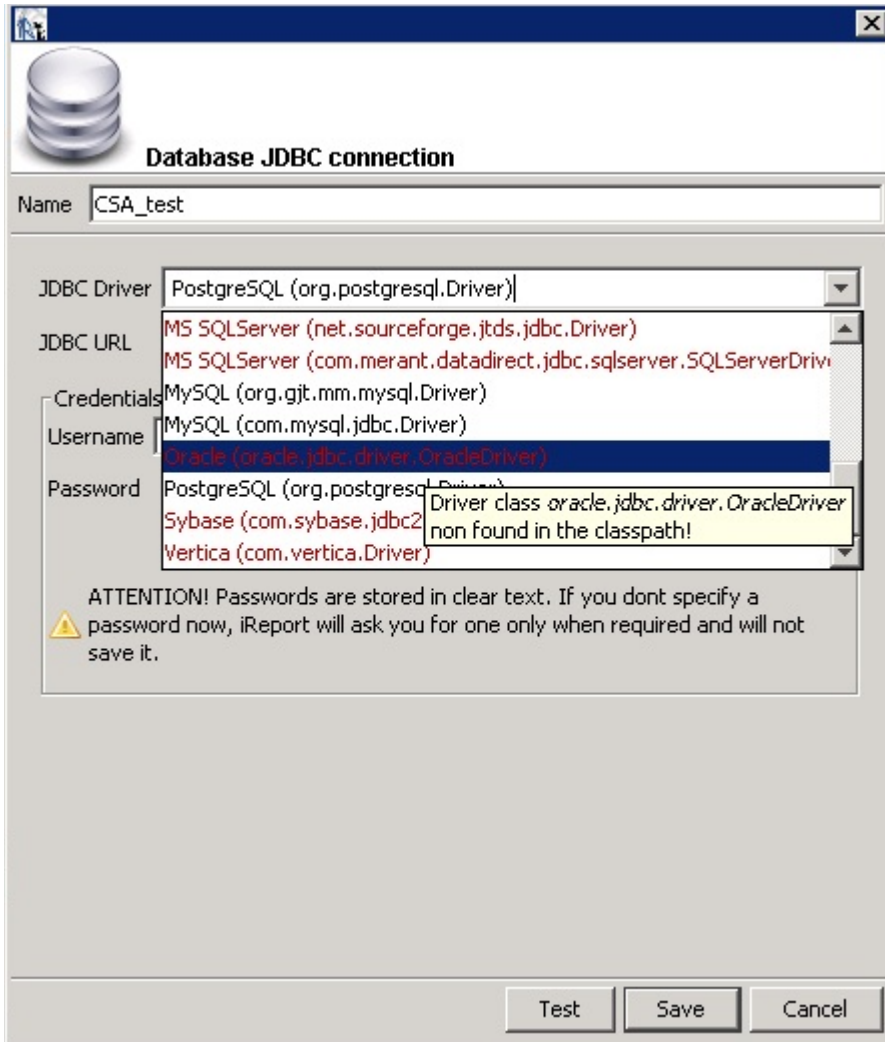 Database JDBC connection
Name CSA_test
JDBC Driver PostgreSQL (org.postgresql.Driver)
JDBC URL
MS SQLServer (net.sourceforge.jtds.jdbc.Driver)
MS SQLServer (com.merant.datadirect.jdbc.sqlserver.SQLServerDriv
Credentials
MySQL (org.gjt.mm.mysql.Driver)
MySQL (com.mysql.jdbc.Driver)
Username
Oracle (oracle.jdbc.driver.OracleDriver)
Password
PostgreSQL (org.postgresql.Driver)
Driver class oracle.jdbc.driver.OracleDriver
non found in the classpath!
Sybase (com.sybase.jdbc2
Vertica (com.vertica.Driver)
ATTENTION! Passwords are stored in clear text. If you dont specify a
password now, iReport will ask you for one only when required and will not
save it.
Test Save Cancel